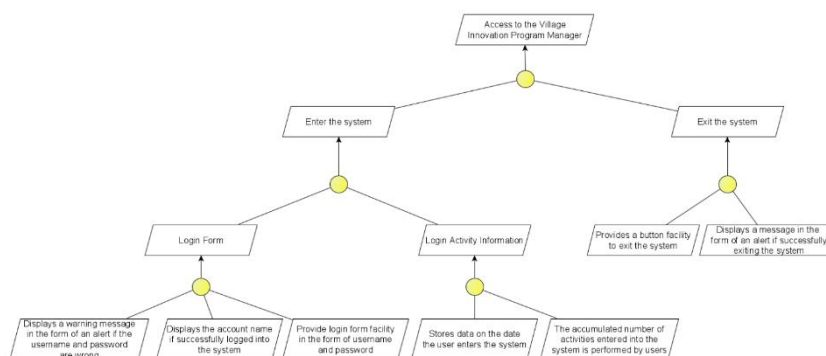 Access to the Village
Innovation Program Manager
Enter the system
Exit the system
Login Form
Login Activity Information
Provides a button facility
to exit the system
Displays a message in the
form of an alert if successfully
exiting the system
Displays a warning message
in the form of an alert if the
username and password
are wrong
Displays the account name
if successfully logged into
the system
Provide login form facility
in the form of username
and password
Stores data on the date
the user enters the system
The accumulated number of
activities entered into the
system is performed by users